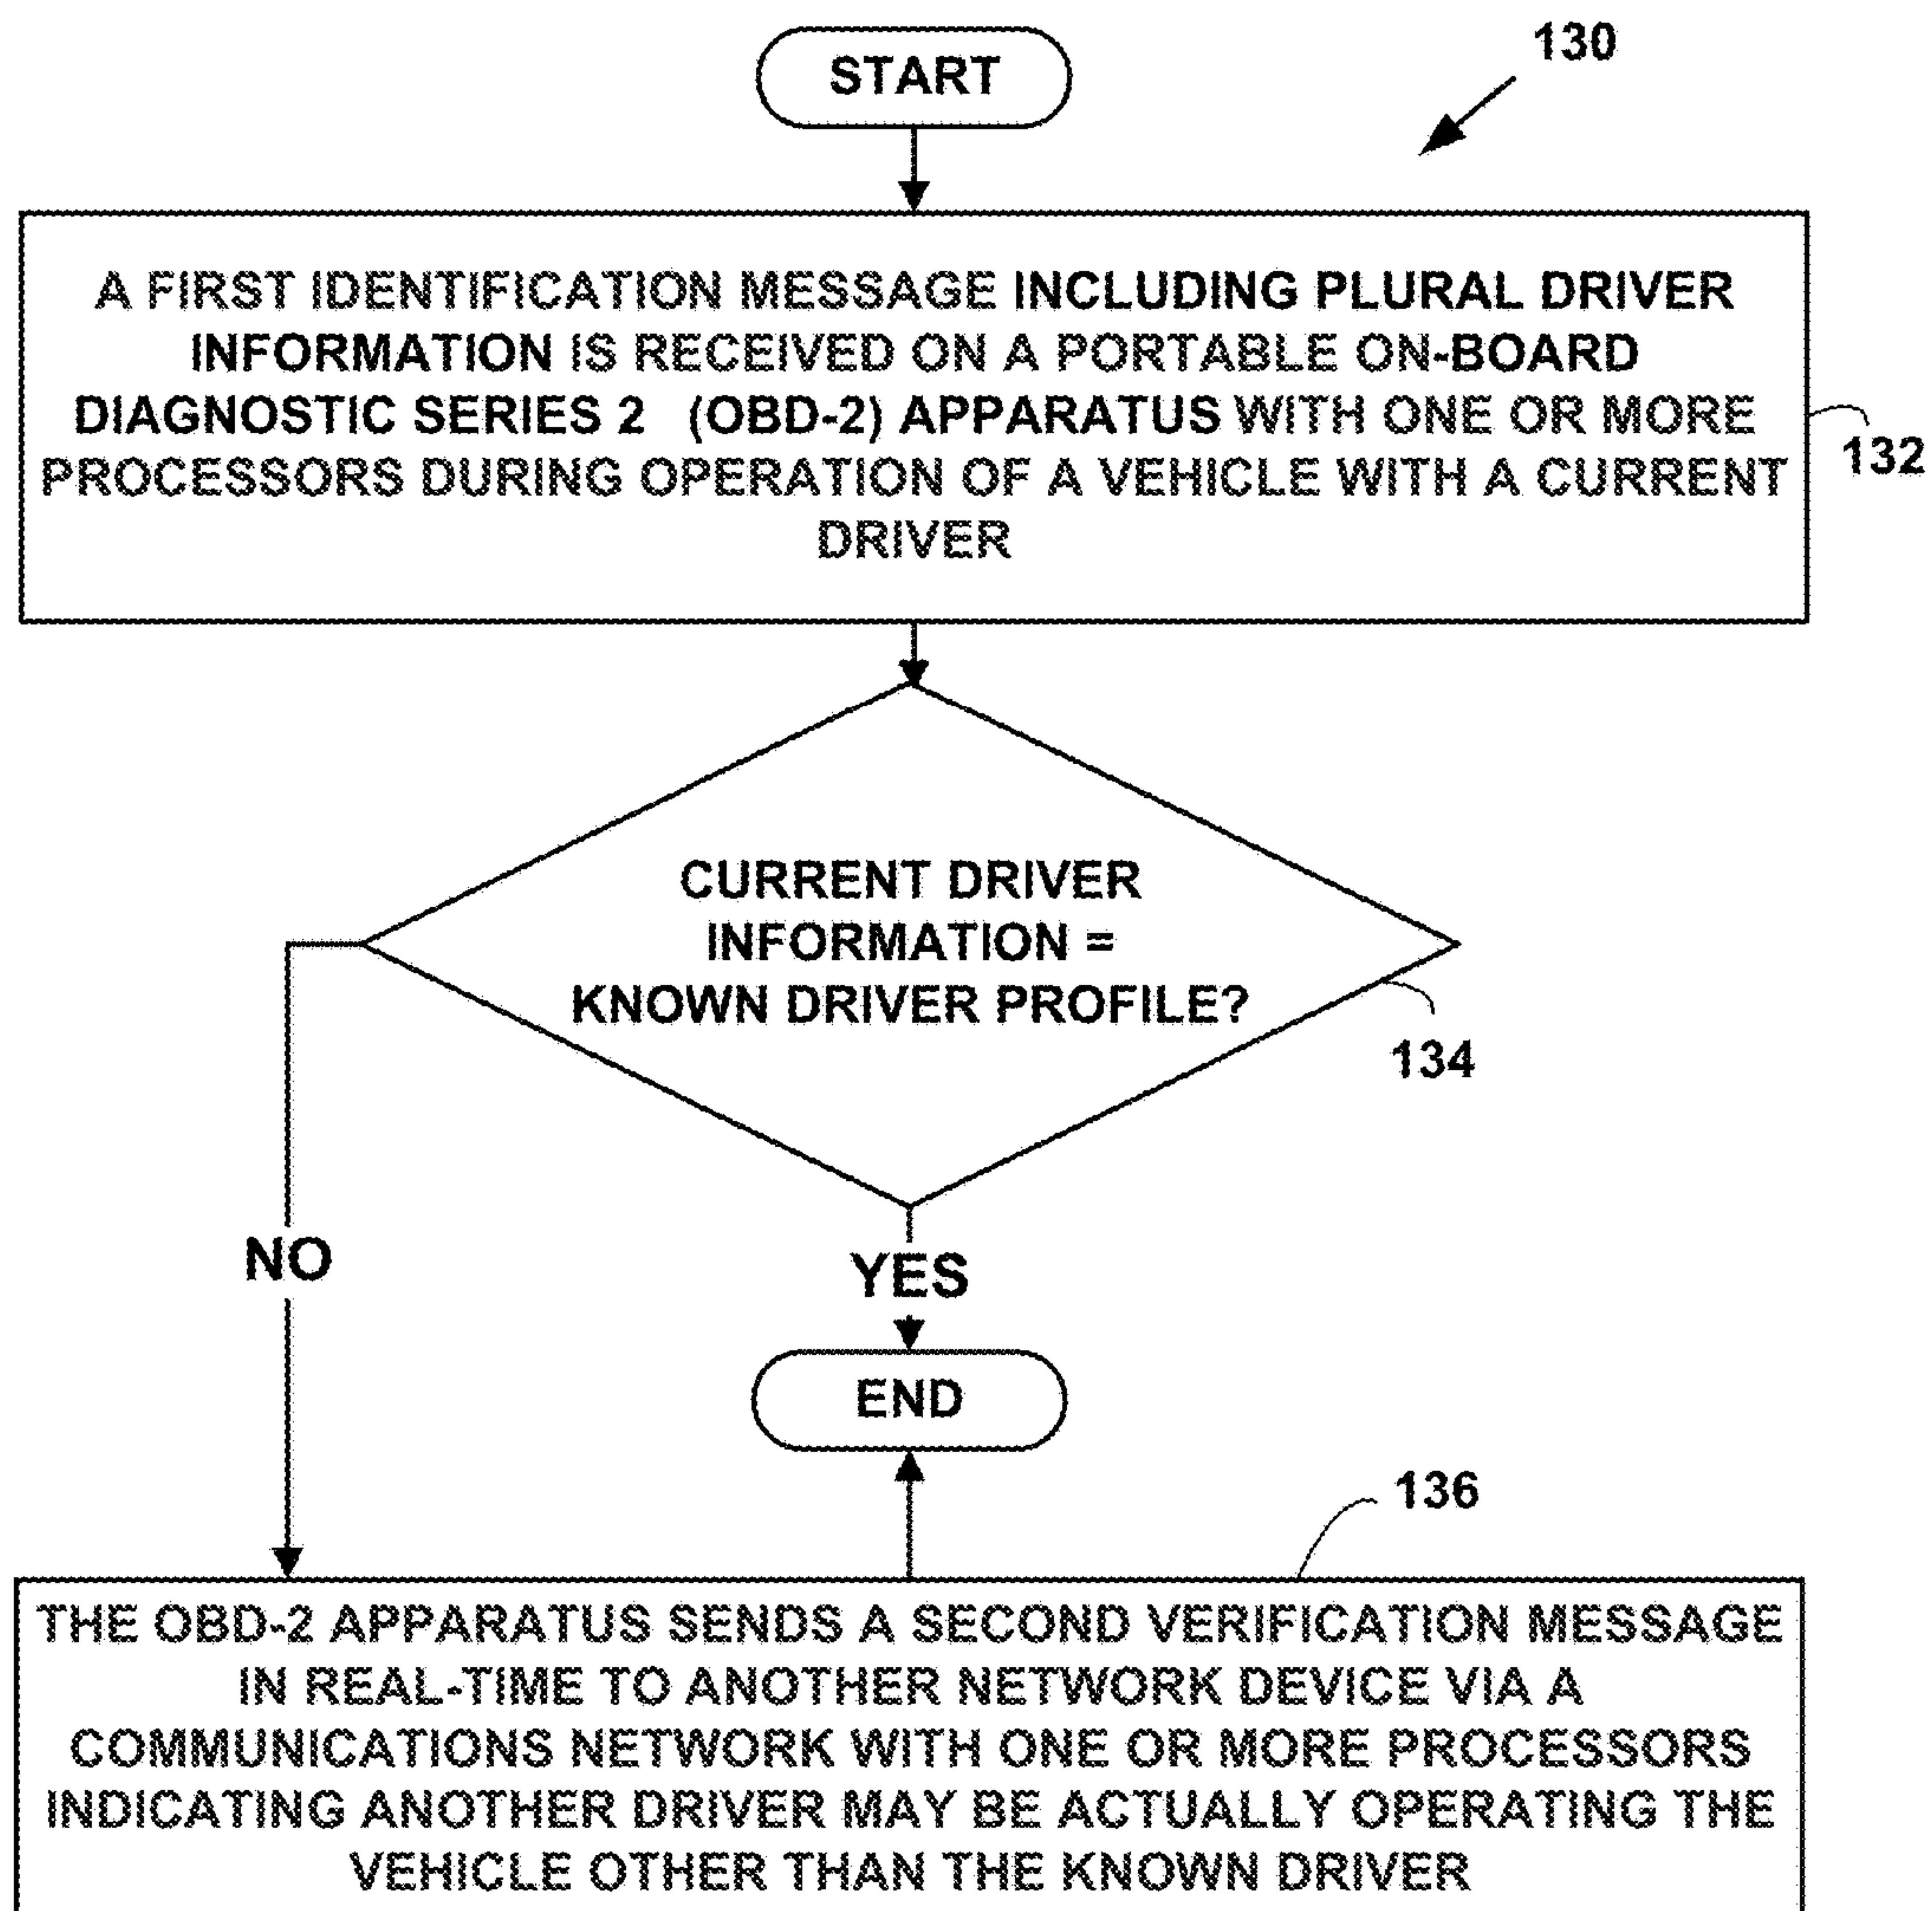 130
START
A FIRST IDENTIFICATION MESSAGE INCLUDING PLURAL DRIVER
INFORMATION IS RECEIVED ON A PORTABLE ON-BOARD
DIAGNOSTIC SERIES 2 (OBD-2) APPARATUS WITH ONE OR MORE
PROCESSORS DURING OPERATION OF A VEHICLE WITH A CURRENT
DRIVER
132
CURRENT DRIVER
INFORMATION =
KNOWN DRIVER PROFILE?
134
NO
YES
END
136
THE OBD-2 APPARATUS SENDS A SECOND VERIFICATION MESSAGE
IN REAL-TIME TO ANOTHER NETWORK DEVICE VIA A
COMMUNICATIONS NETWORK WITH ONE OR MORE PROCESSORS
INDICATING ANOTHER DRIVER MAY BE ACTUALLY OPERATING THE
VEHICLE OTHER THAN THE KNOWN DRIVER